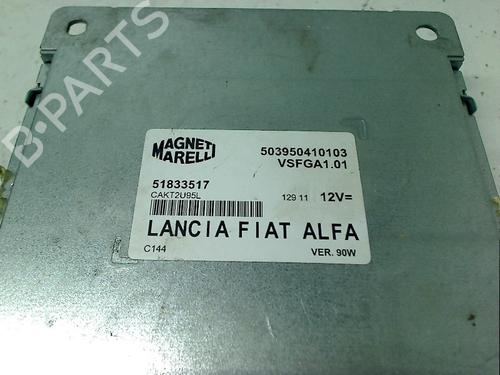 B-PARTS
MAGNETI MARELLI
503950410103
VSFGA1.01
51833517
CAKT2U95L
129 11 12V=
LANCIA FIAT ALFA
C144 VER. 90W